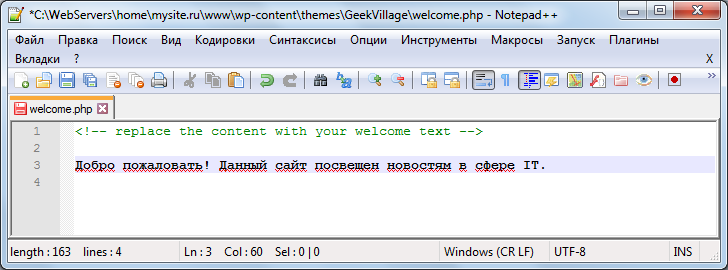 *C:\WebServers\home\mysite.ru\www\wp-content\themes\GeekVillage\welcome.php - Notepad++
Файл Правка Поиск Вид Кодировки Синтаксисы Опции Инструменты Макросы Запуск Плагины
Вкладки ? X
welcome.php
1 <!-- replace the content with your welcome text -->
2
3 Добро пожаловать! Данный сайт посвещен новостям в сфере IT.
4
length : 163 lines : 4 Ln : 3 Col : 60 Sel : 0 | 0 Windows (CR LF) UTF-8 INS